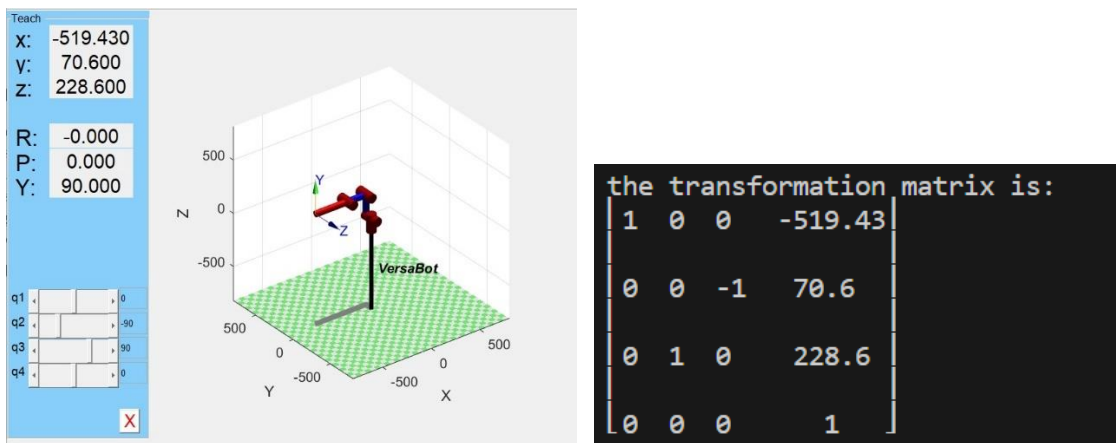 Teach
x: -519.430
y: 70.600
z: 228.600
R: -0.000
P: 0.000
Y: 90.000
q1 0
q2 -90
q3 90
q4 0
X
Z
500
0
-500
Y
Z
VersaBot
500
0
-500
Y
-500
0
500
X
the transformation matrix is:
1 0 0 -519.43
0 0 -1 70.6
0 1 0 228.6
0 0 0 1